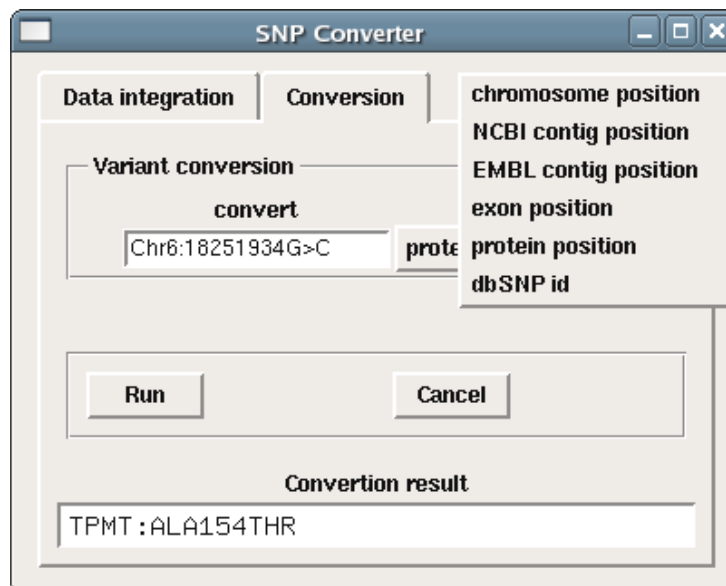 SNP Converter
Data integration
Conversion
chromosome position
NCBI contig position
EMBL contig position
exon position
protein position
dbSNP id
Variant conversion
convert
Chr6:18251934G>C
prote
Run
Cancel
Convertion result
TPMT:ALA154THR